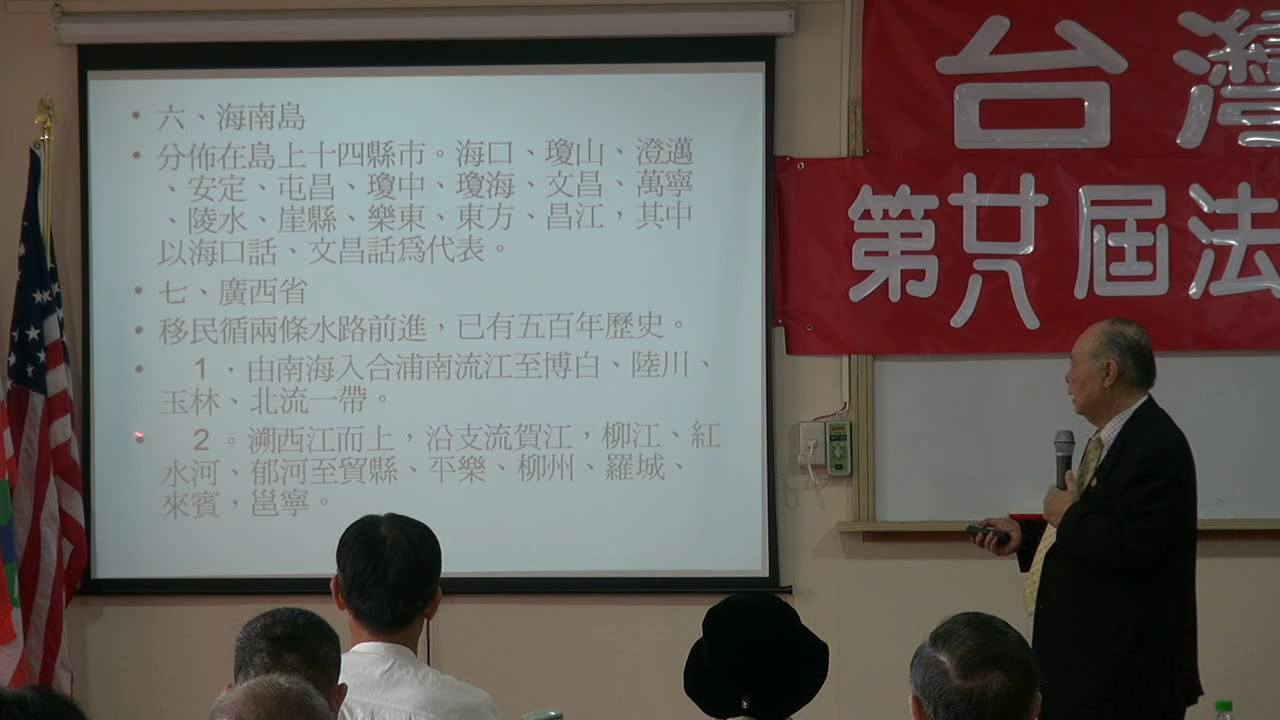 六、海南島
分佈在島上十四縣市。海口、瓊山、澄邁
、安定、屯昌、瓊中、瓊海、文昌、萬寧
、陵水、崖縣、樂東、東方、昌江，其中
以海口話、文昌話爲代表。
七、廣西省
移民循兩條水路前進，已有五百年歷史。
1．由南海入合浦南流江至博白、陸川、
玉林、北流一帶。
2。溯西江而上，沿支流賀江，柳江、紅
水河、郁河至貿縣、平樂、柳州、羅城、
來賓，邕寧。
台灣
第廿八屆法